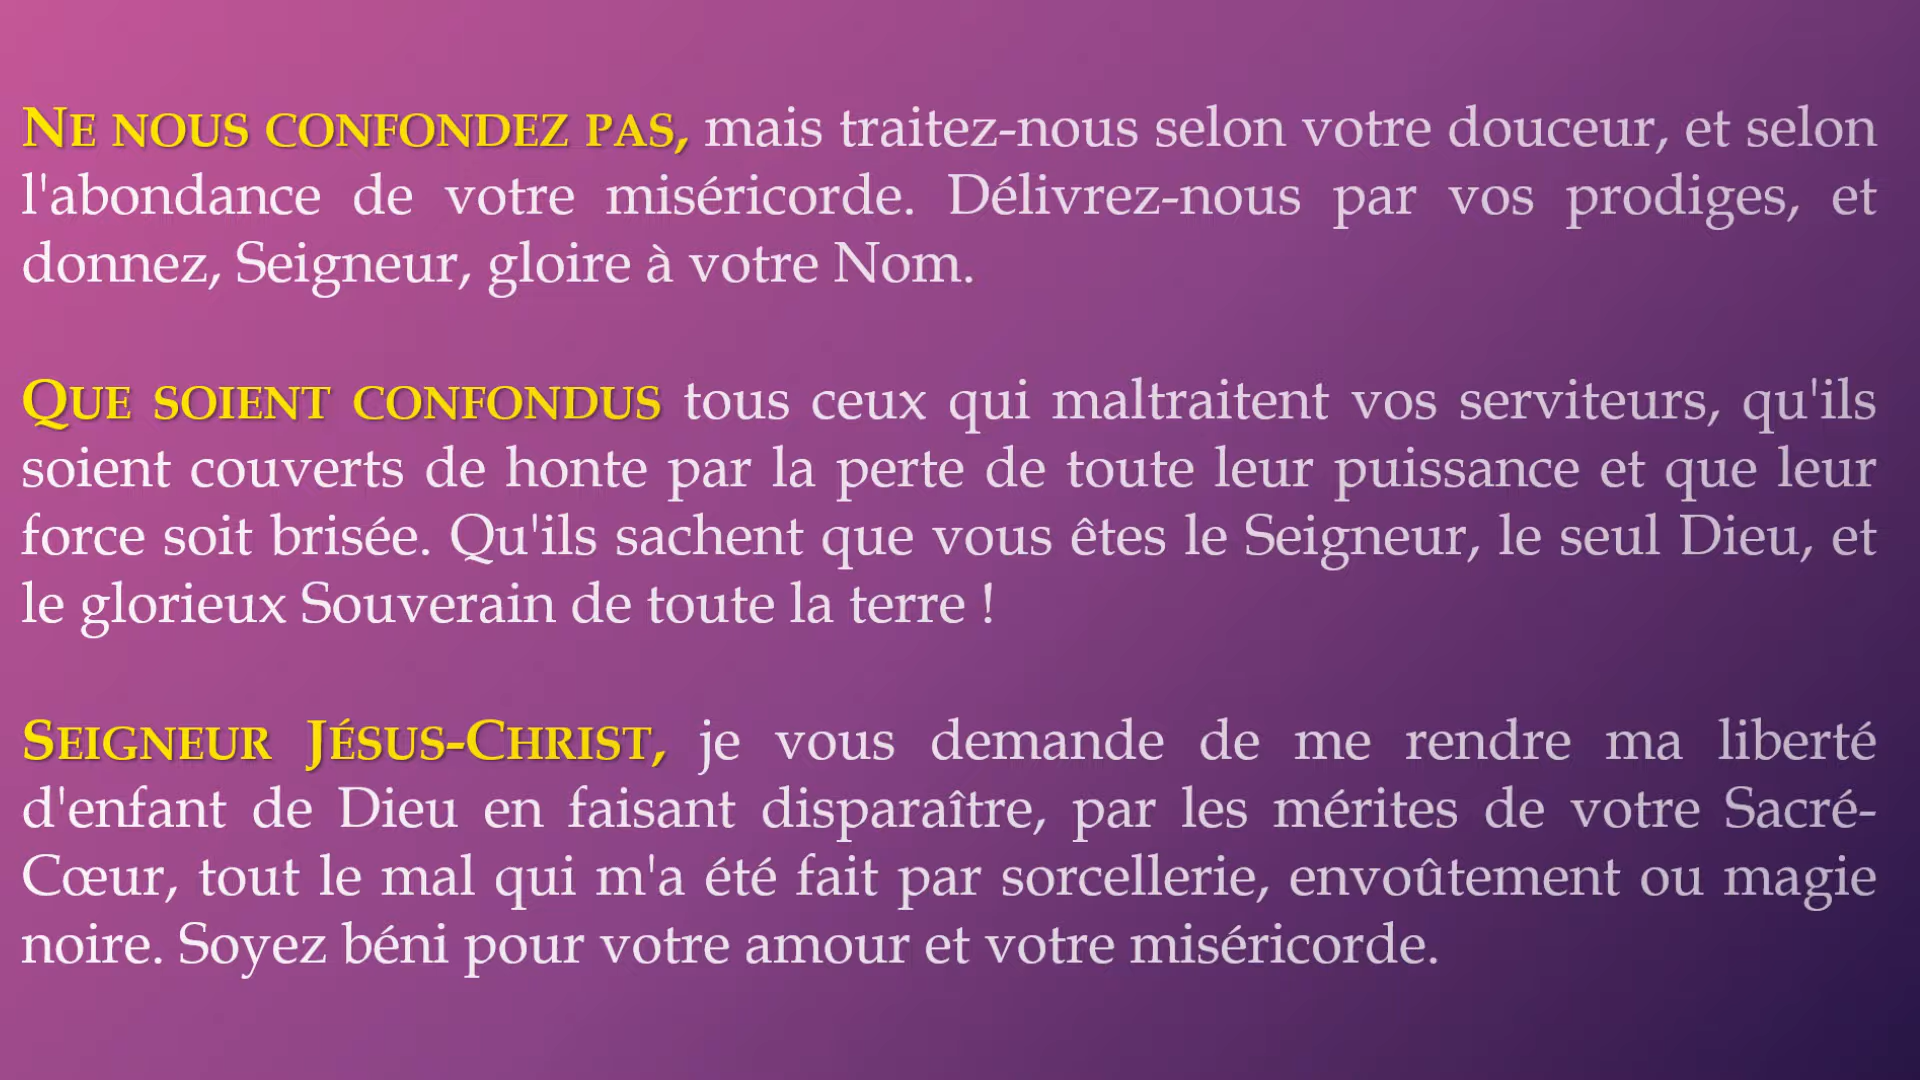 NE NOUS CONFONDEZ PAS, mais traitez-nous selon votre douceur, et selon
l'abondance de votre miséricorde. Délivrez-nous par vos prodiges, et
donnez, Seigneur, gloire à votre Nom.
QUE SOIENT CONFONDUS tous ceux qui maltraitent vos serviteurs, qu'ils
soient couverts de honte par la perte de toute leur puissance et que leur
force soit brisée. Qu'ils sachent que vous êtes le Seigneur, le seul Dieu, et
le glorieux Souverain de toute la terre !
SEIGNEUR JÉSUS-CHRIST, je vous demande de me rendre ma liberté
d'enfant de Dieu en faisant disparaître, par les mérites de votre Sacré-
Cœur, tout le mal qui m'a été fait par sorcellerie, envoûtement ou magie
noire. Soyez béni pour votre amour et votre miséricorde.